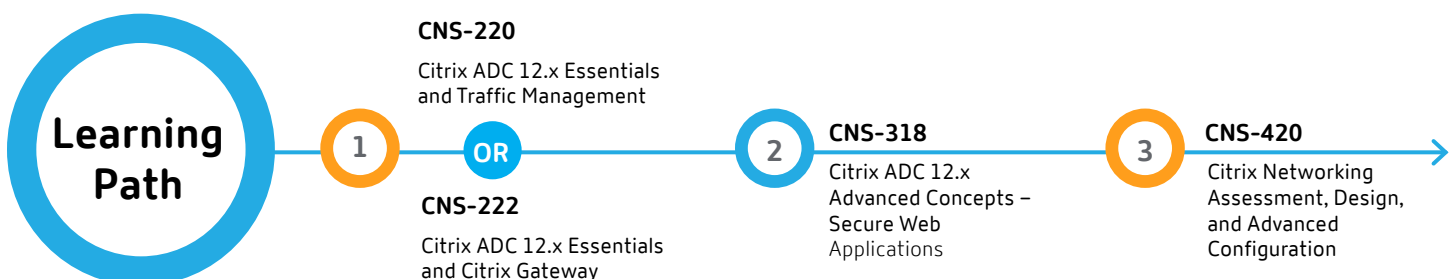 Learning
Path
1
CNS-220
Citrix ADC 12.x Essentials
and Traffic Management
OR
CNS-222
Citrix ADC 12.x Essentials
and Citrix Gateway
2
CNS-318
Citrix ADC 12.x
Advanced Concepts –
Secure Web
Applications
3
CNS-420
Citrix Networking
Assessment, Design,
and Advanced
Configuration